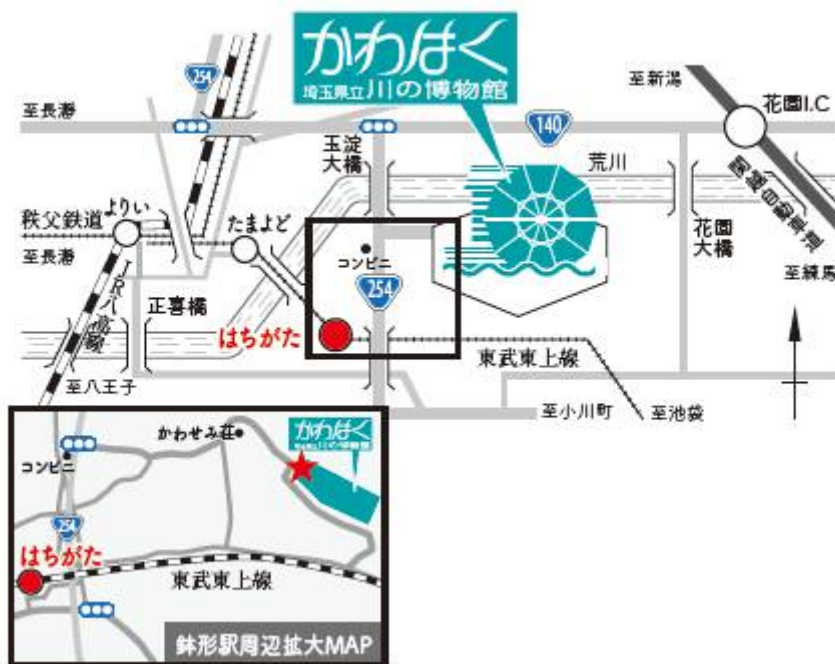 かわはく
埼玉県立川の博物館
254
至新潟
至長瀞
花園I.C
140
玉淀
大橋
荒川
関越自動車道
秩父鉄道
よりい
たまよど
花園
大橋
至長瀞
コンビニ
至練馬
JR八高線
正喜橋
254
はちがた
東武東上線
至八王子
至小川町
至池袋
かわせみ荘
かわはく
コンビニ
254
はちがた
東武東上線
鉢形駅周辺拡大MAP